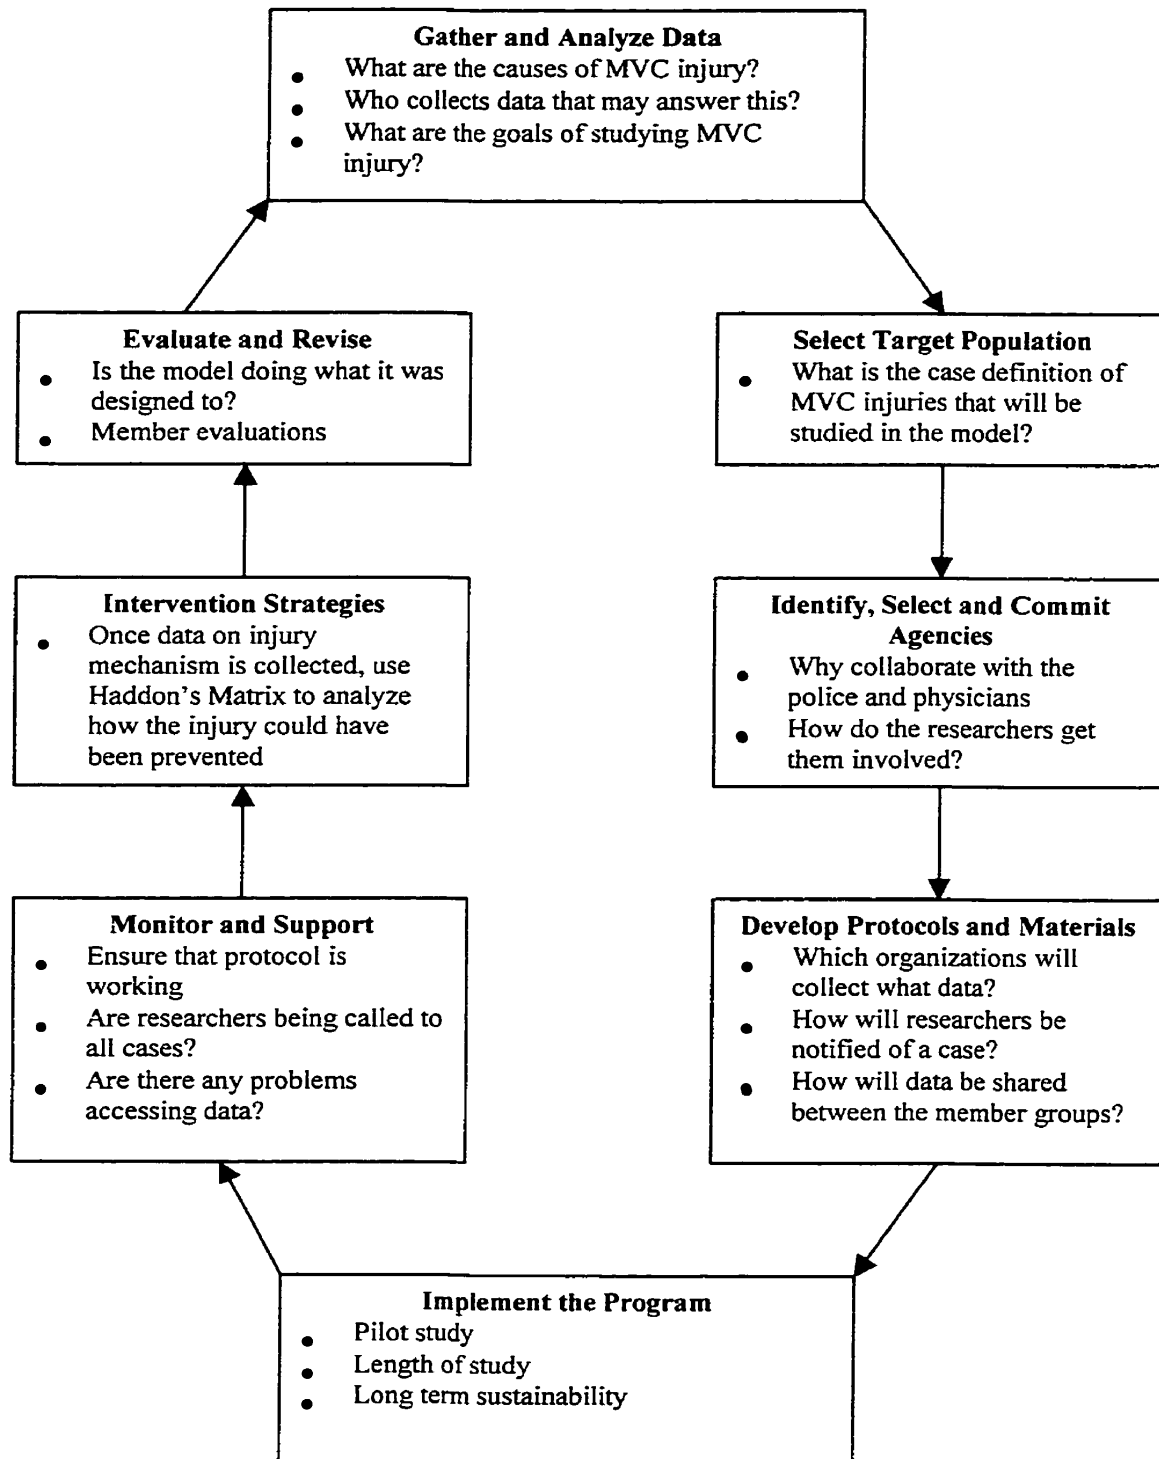 Gather and Analyze Data
• What are the causes of MVC injury?
• Who collects data that may answer this?
• What are the goals of studying MVC
injury?
Select Target Population
• What is the case definition of
MVC injuries that will be
studied in the model?
Identify, Select and Commit
Agencies
• Why collaborate with the
police and physicians
• How do the researchers get
them involved?
Develop Protocols and Materials
• Which organizations will
collect what data?
• How will researchers be
notified of a case?
• How will data be shared
between the member groups?
Implement the Program
• Pilot study
• Length of study
• Long term sustainability
Monitor and Support
• Ensure that protocol is
working
• Are researchers being called to
all cases?
• Are there any problems
accessing data?
Intervention Strategies
• Once data on injury
mechanism is collected, use
Haddon's Matrix to analyze
how the injury could have
been prevented
Evaluate and Revise
• Is the model doing what it was
designed to?
• Member evaluations